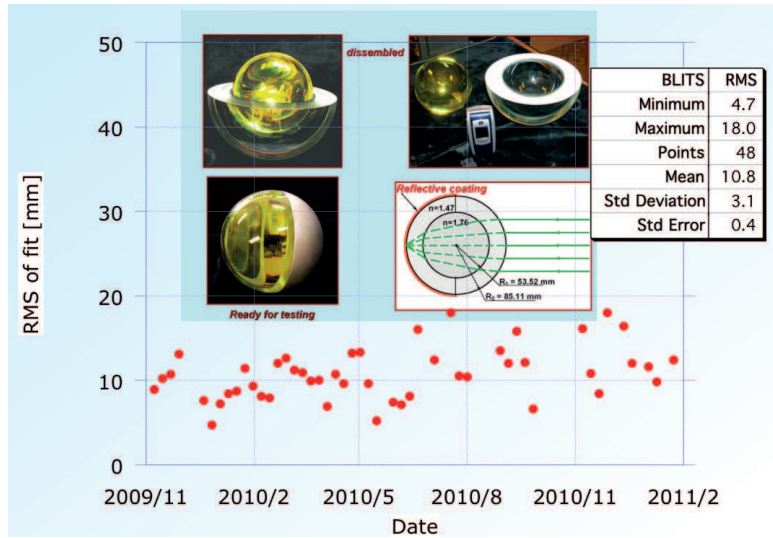 50
40
30
20
10
0
RMS of fit [mm]
2009/11 2010/2 2010/5 2010/8 2010/11 2011/2
Date
dissembled
Ready for testing
Reflective coating
n=1.47
n=1.76
R₁ = 53.52 mm
R₂ = 85.11 mm
BLITS RMS
Minimum 4.7
Maximum 18.0
Points 48
Mean 10.8
Std Deviation 3.1
Std Error 0.4